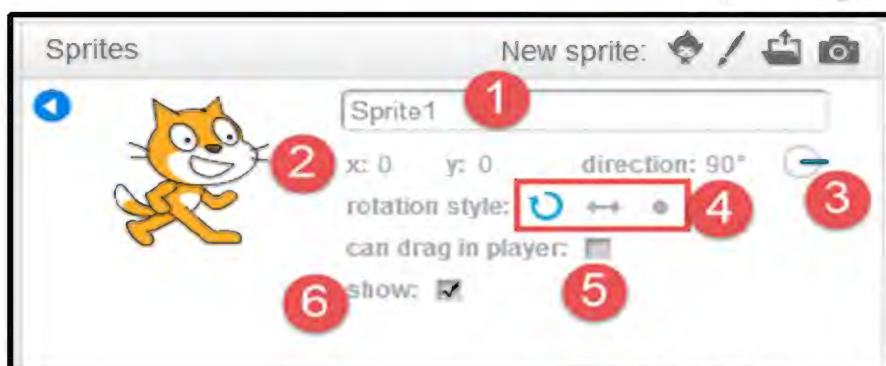 Sprites New sprite:
1
Sprite1
2 x: 0 y: 0 direction: 90°
3
rotation style: 4
can drag in player:
5
6 show: